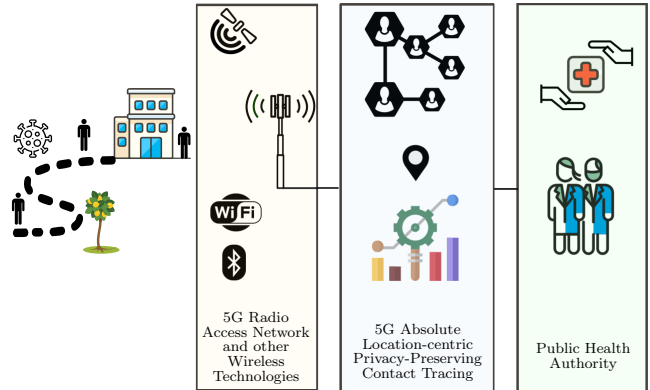 WiFi
5G Radio
Access Network
and other
Wireless
Technologies
5G Absolute
Location-centric
Privacy-Preserving
Contact Tracing
Public Health
Authority